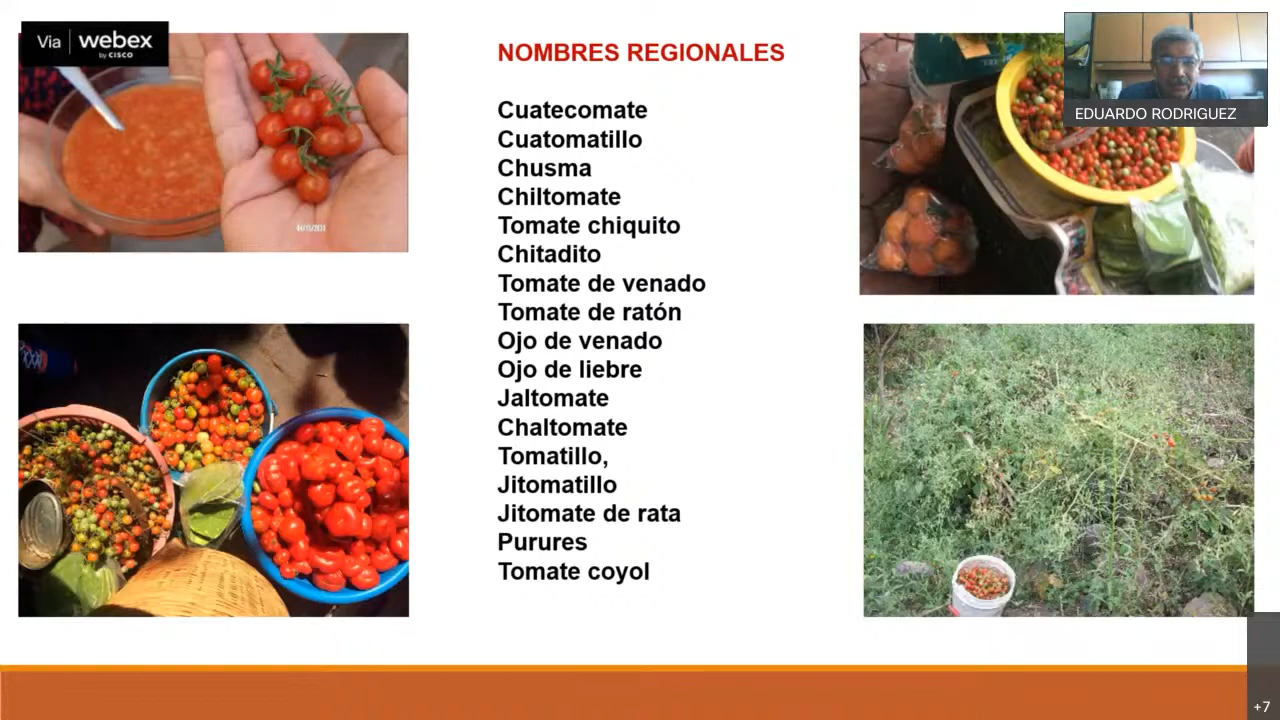 Via webex
by CISCO
NOMBRES REGIONALES
EDUARDO RODRIGUEZ
Cuatecomate
Cuatomatillo
Chusma
Chiltomate
Tomate chiquito
Chitadito
Tomate de venado
Tomate de ratón
Ojo de venado
Ojo de liebre
Jaltomate
Chaltomate
Tomatillo,
Jitomatillo
Jitomate de rata
Purures
Tomate coyol
+7